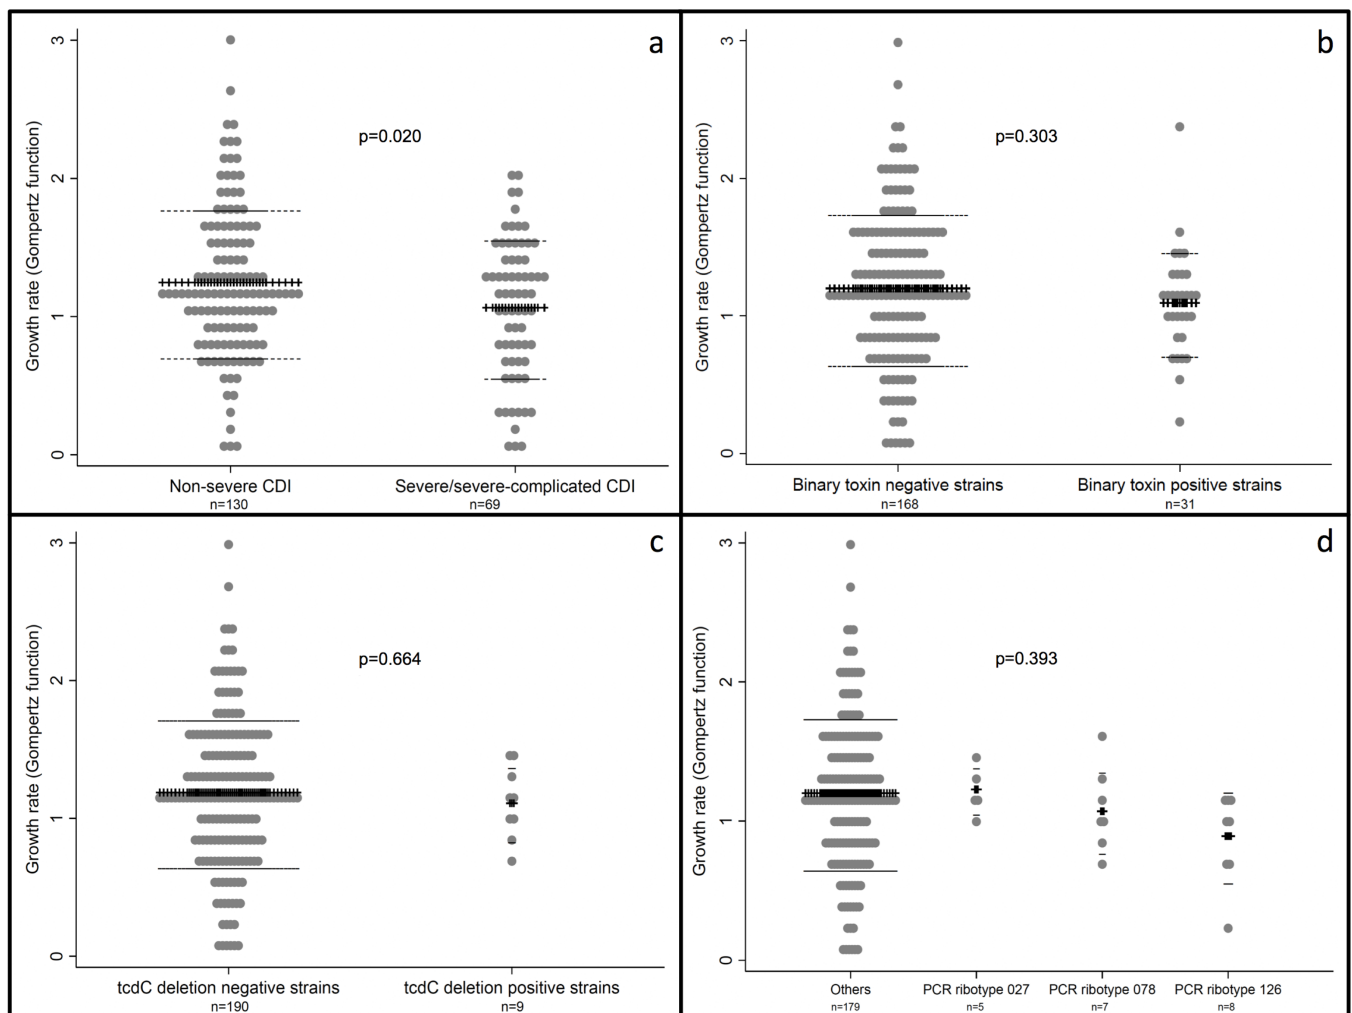 a
3
2
1
0
Growth rate (Gompertz function)
p=0.020
Non-severe CDI
n=130
Severe/severe-complicated CDI
n=69
b
3
2
1
0
Growth rate (Gompertz function)
p=0.303
Binary toxin negative strains
n=168
Binary toxin positive strains
n=31
c
3
2
1
0
Growth rate (Gompertz function)
p=0.664
tcdC deletion negative strains
n=190
tcdC deletion positive strains
n=9
d
3
2
1
0
Growth rate (Gompertz function)
p=0.393
Others
n=179
PCR ribotype 027
n=5
PCR ribotype 078
n=7
PCR ribotype 126
n=8